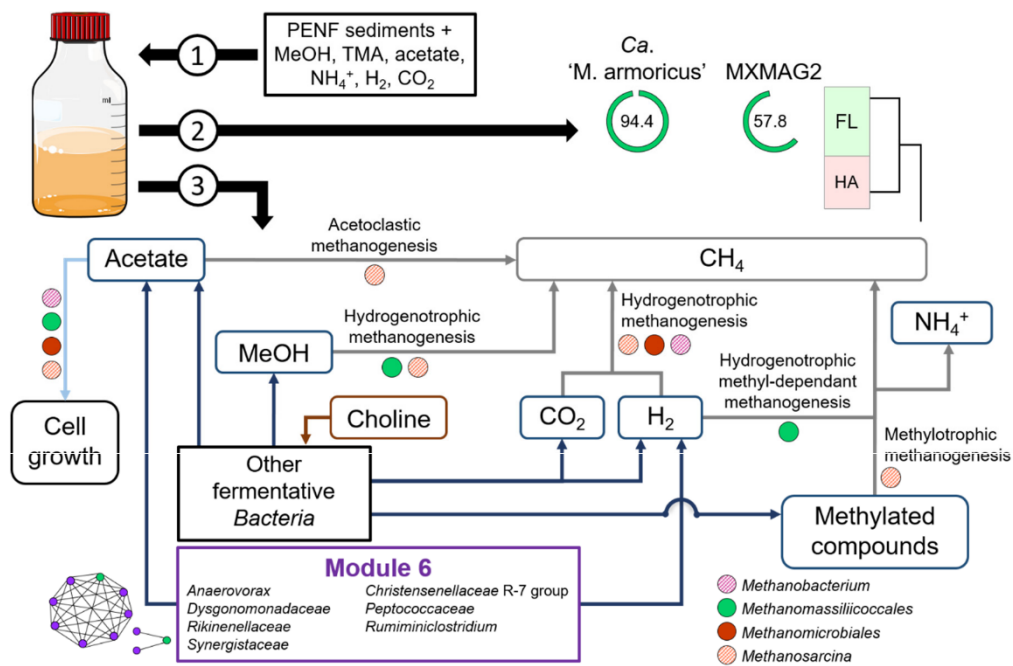 PENF sediments +
MeOH, TMA, acetate,
NH₄⁺, H₂, CO₂
1
2
3
ml
Ca.
‘M. armoricus’
MXMAG2
94.4
57.8
FL
HA
Acetate
Acetoclastic
methanogenesis
CH₄
Hydrogenotrophic
methanogenesis
MeOH
Hydrogenotrophic
methanogenesis
NH₄⁺
Hydrogenotrophic
methyl-dependant
methanogenesis
Cell
growth
Choline
CO₂
H₂
Methylotrophic
methanogenesis
Other
fermentative
Bacteria
Methylated
compounds
Module 6
Anaerovorax
Dysgonomonadaceae
Rikinenellaceae
Synergistaceae
Christensenellaceae R-7 group
Peptococcaceae
Rumiminiclostridium
Methanobacterium
Methanomassiliicoccales
Methanomicrobiales
Methanosarcina